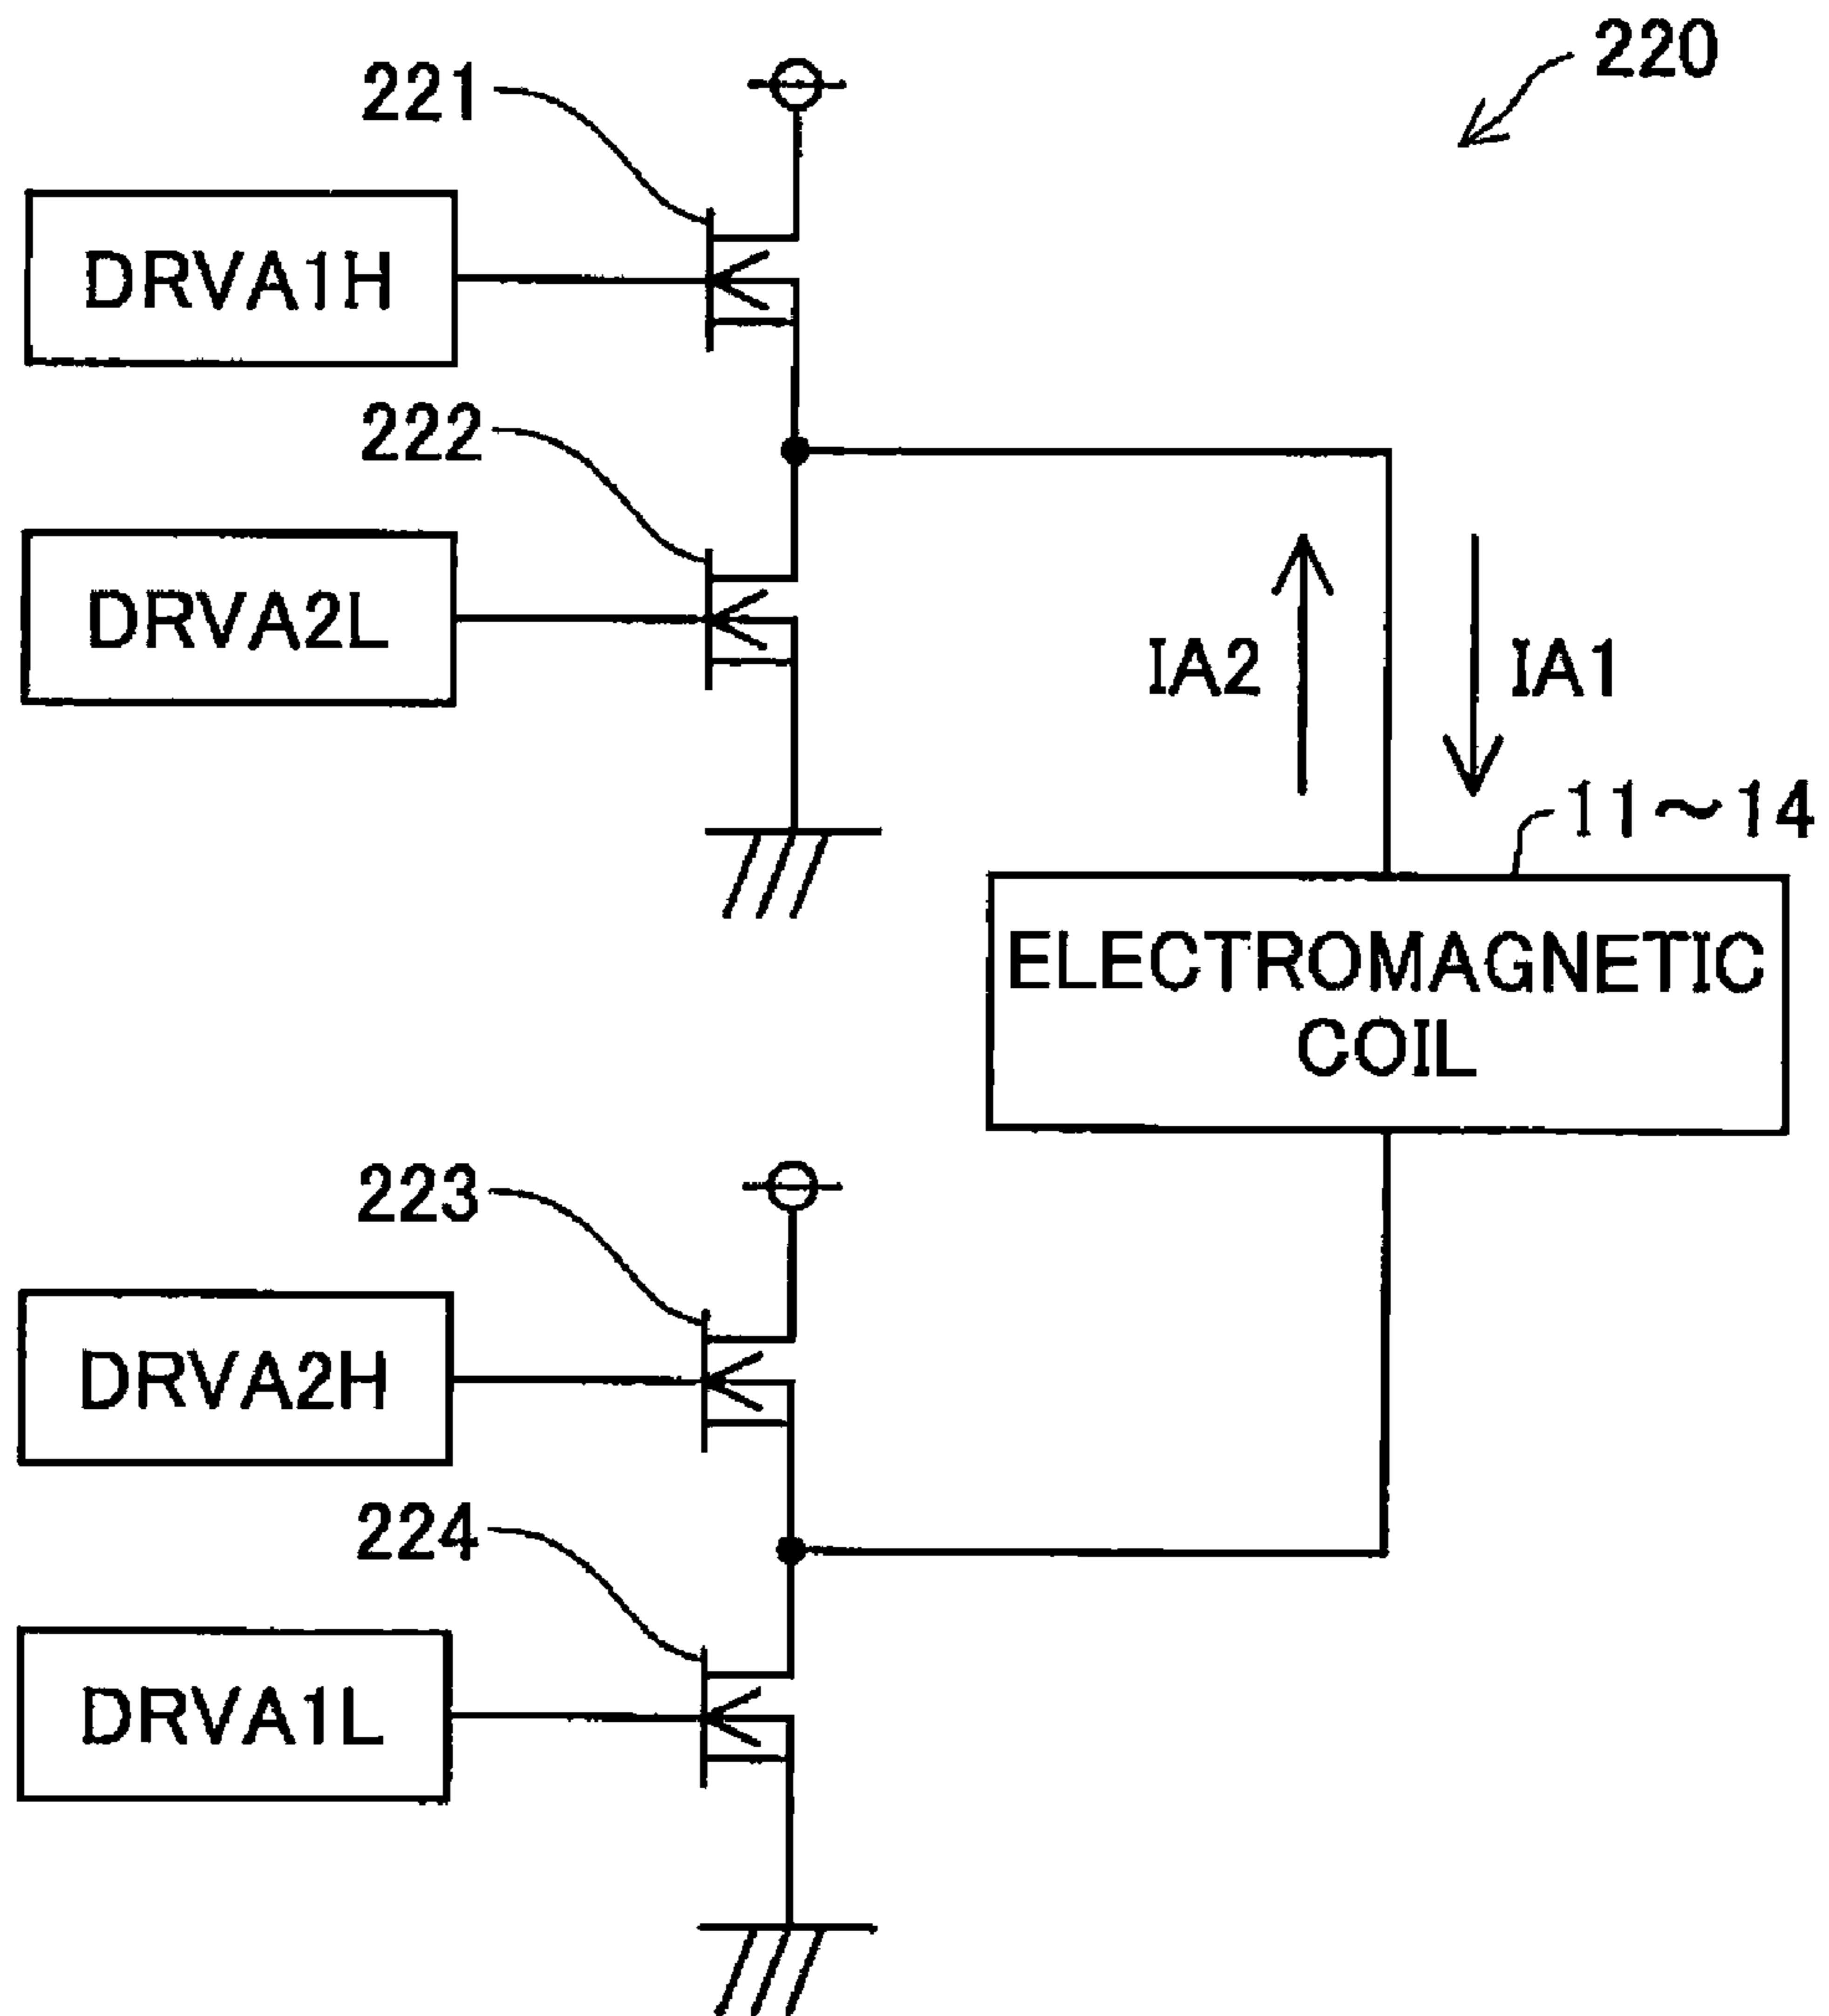 220
221
DRVA1H
222
DRVA2L
IA2
IA1
11～14
ELECTROMAGNETIC
COIL
223
DRVA2H
224
DRVA1L